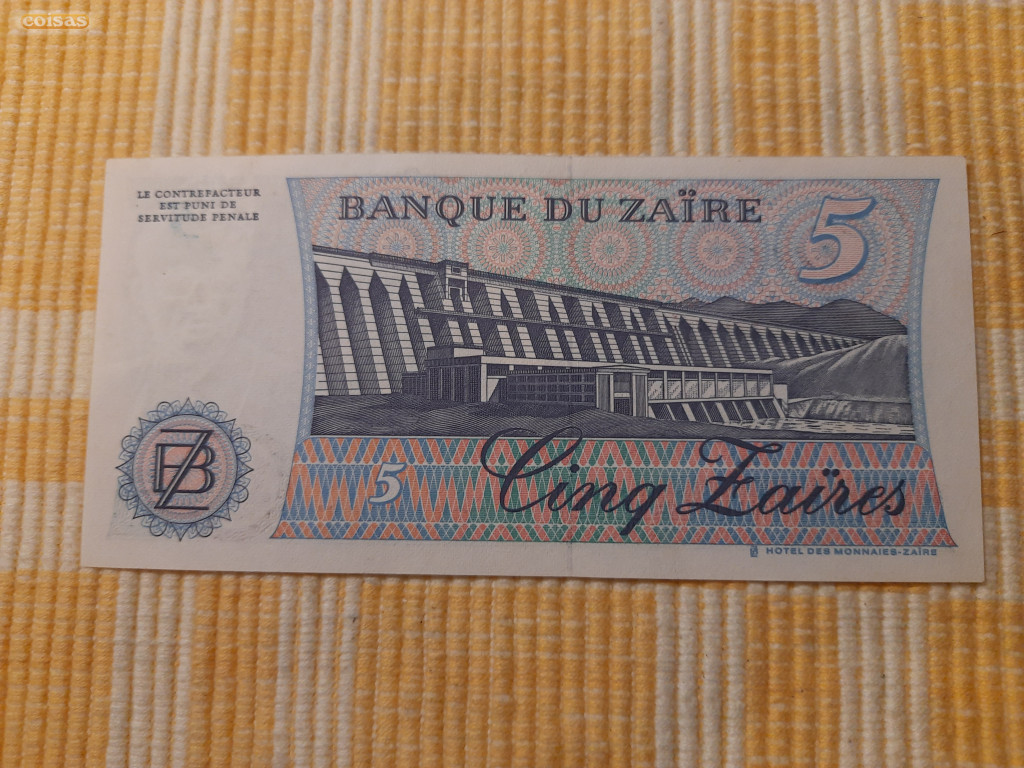 coisas
LE CONTREFACTEUR
EST PUNI DE
SERVITUDE PENALE
BANQUE DU ZAÏRE
5
BZ
5
Cinq Zaïres
HOTEL DES MONNAIES-ZAÏRE